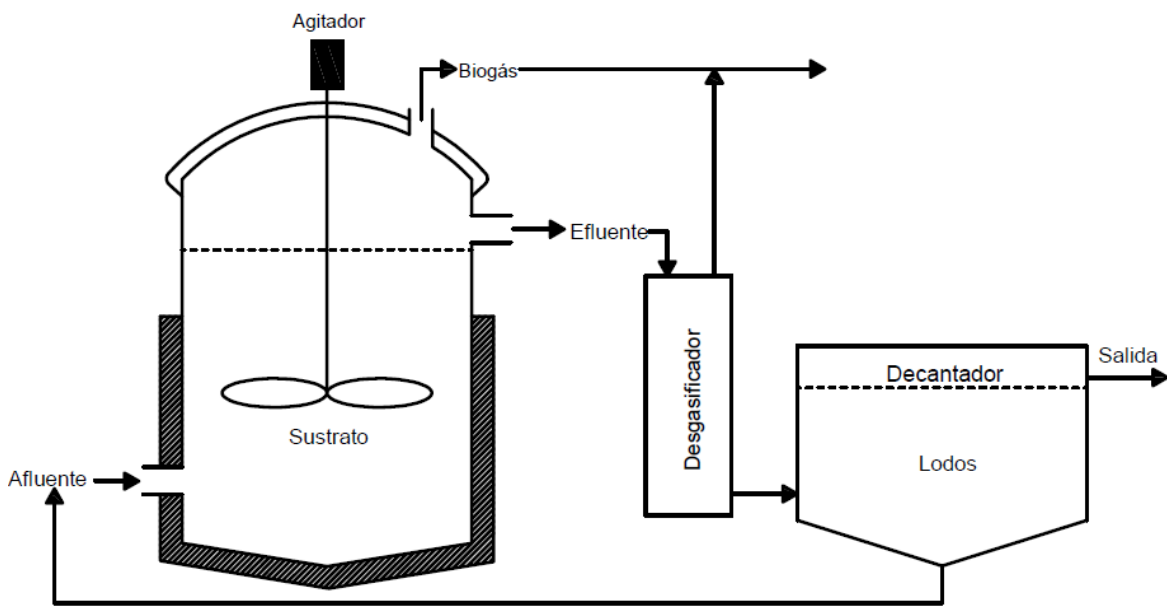 Agitador
Biogás
Efluente
Desgasificador
Salida
Decantador
Sustrato
Lodos
Afluente